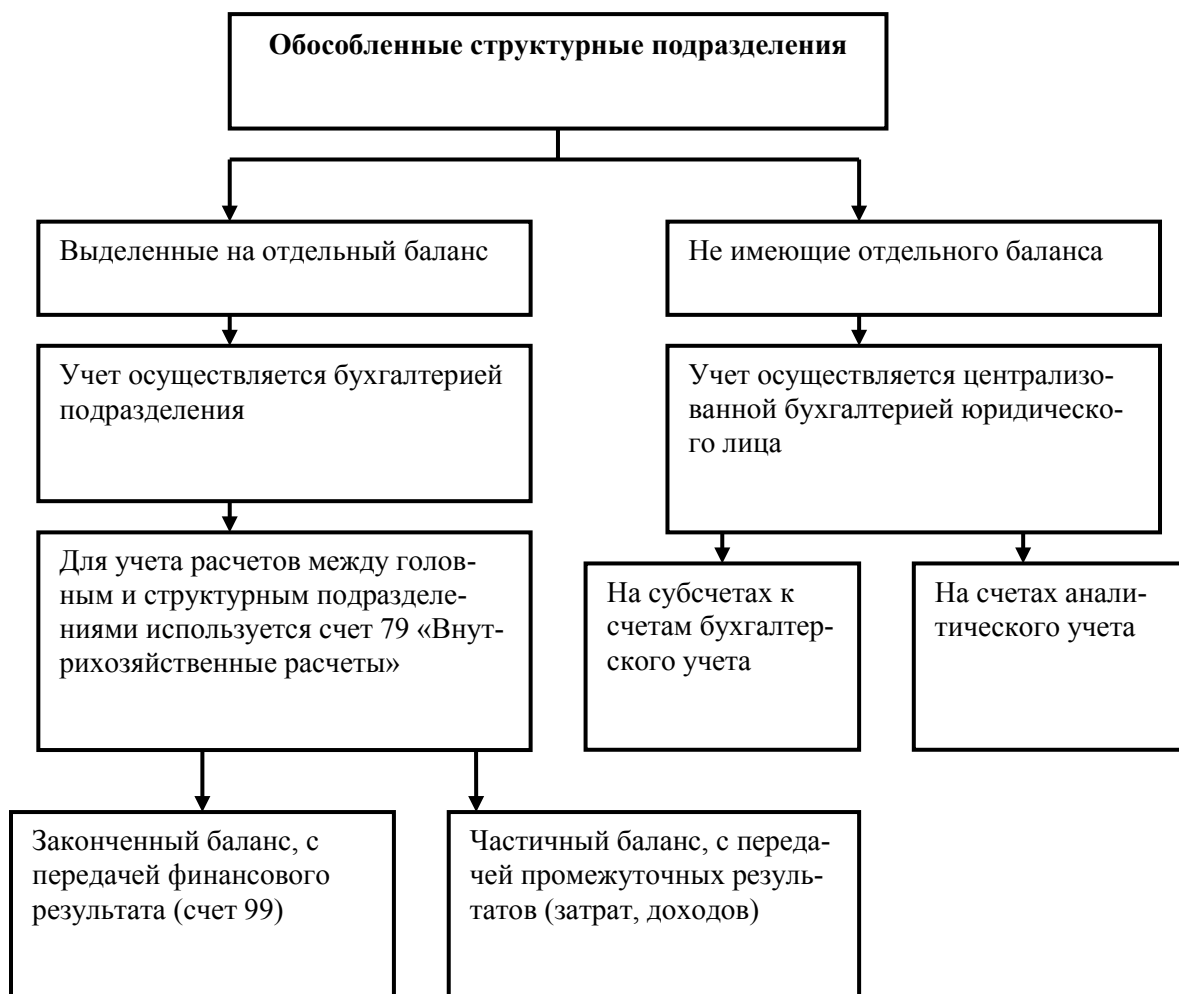 Обособленные структурные подразделения
Выделенные на отдельный баланс
Не имеющие отдельного баланса
Учет осуществляется бухгалтерией
подразделения
Учет осуществляется централизо-
ванной бухгалтерией юридическо-
го лица
Для учета расчетов между голов-
ным и структурным подразделе-
ниями используется счет 79 «Внут-
рихозяйственные расчеты»
На субсчетах к
счетам бухгалтер-
ского учета
На счетах анали-
тического учета
Законченный баланс, с
передачей финансового
результата (счет 99)
Частичный баланс, с переда-
чей промежуточных резуль-
татов (затрат, доходов)